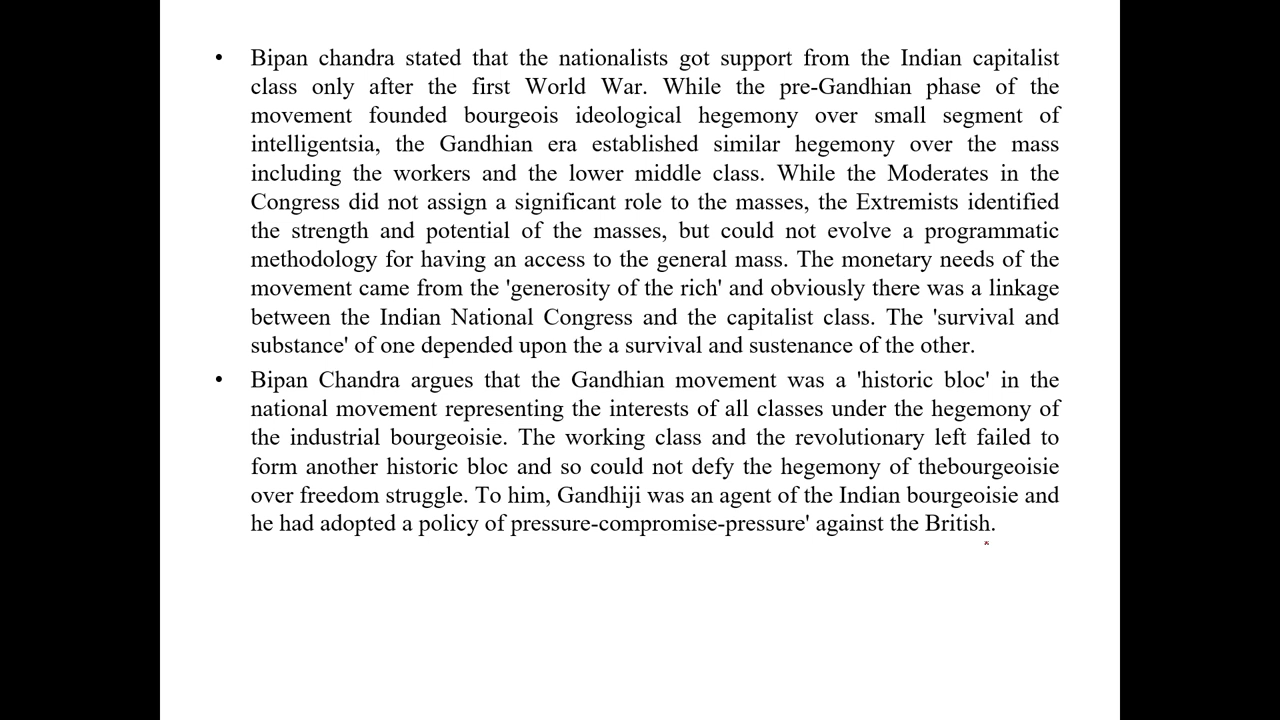 • Bipan chandra stated that the nationalists got support from the Indian capitalist
class only after the first World War. While the pre-Gandhian phase of the
movement founded bourgeois ideological hegemony over small segment of
intelligentsia, the Gandhian era established similar hegemony over the mass
including the workers and the lower middle class. While the Moderates in the
Congress did not assign a significant role to the masses, the Extremists identified
the strength and potential of the masses, but could not evolve a programmatic
methodology for having an access to the general mass. The monetary needs of the
movement came from the 'generosity of the rich' and obviously there was a linkage
between the Indian National Congress and the capitalist class. The 'survival and
substance' of one depended upon the a survival and sustenance of the other.
• Bipan Chandra argues that the Gandhian movement was a 'historic bloc' in the
national movement representing the interests of all classes under the hegemony of
the industrial bourgeoisie. The working class and the revolutionary left failed to
form another historic bloc and so could not defy the hegemony of thebourgeoisie
over freedom struggle. To him, Gandhiji was an agent of the Indian bourgeoisie and
he had adopted a policy of pressure-compromise-pressure' against the British.